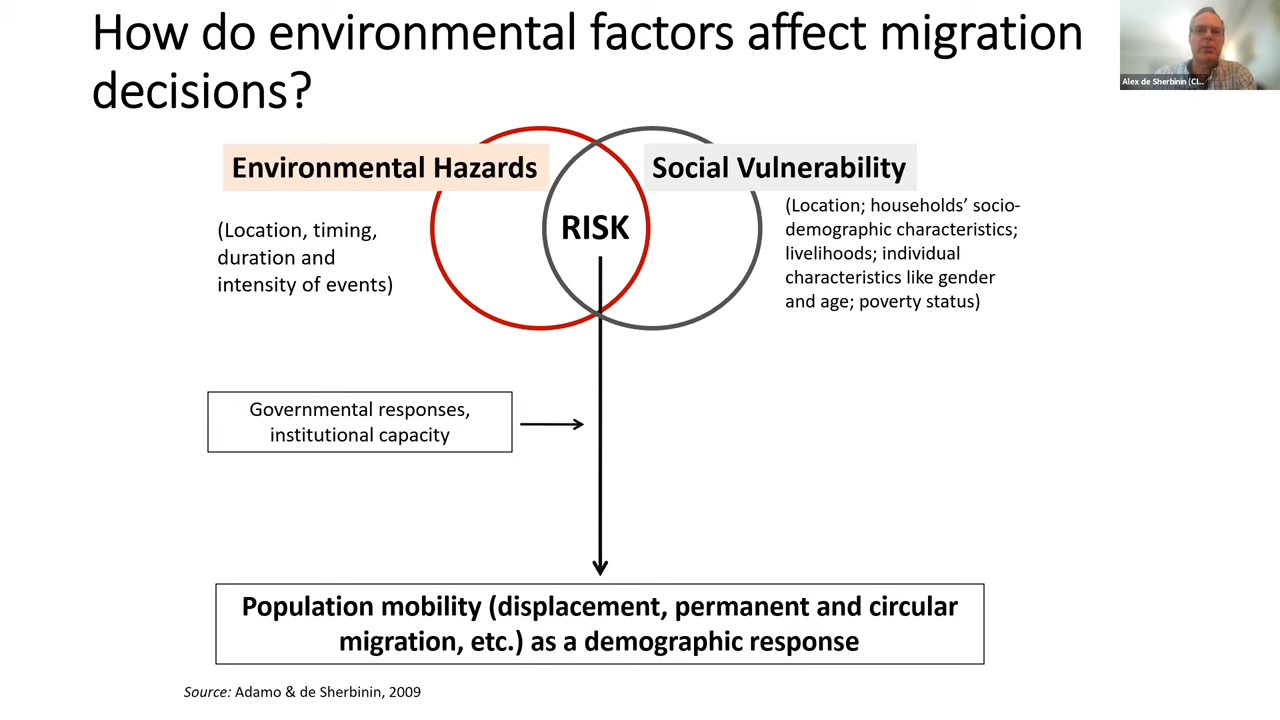 How do environmental factors affect migration
decisions?
Alex de Sherbinin (CI...
Environmental Hazards
Social Vulnerability
(Location, timing,
duration and
intensity of events)
RISK
(Location; households’ socio-
demographic characteristics;
livelihoods; individual
characteristics like gender
and age; poverty status)
Governmental responses,
institutional capacity
Population mobility (displacement, permanent and circular
migration, etc.) as a demographic response
Source: Adamo & de Sherbinin, 2009